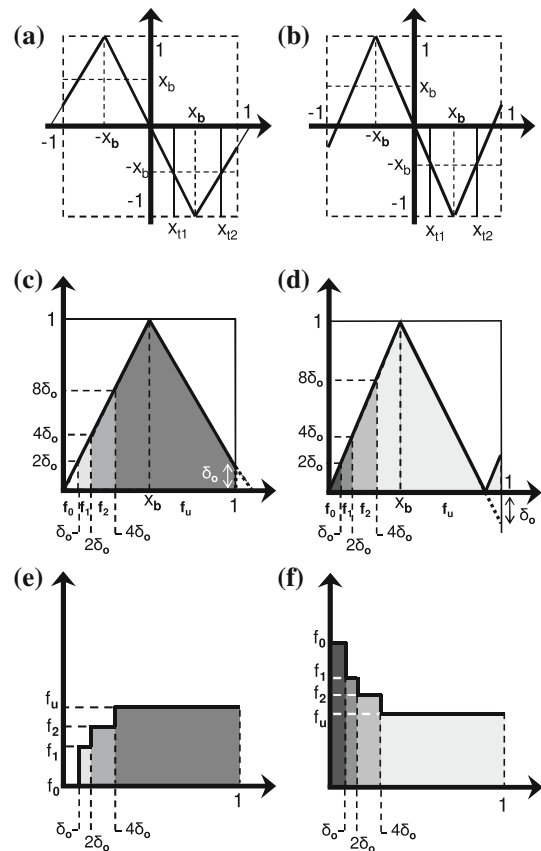 (a)
(b)
1
1
x_b
x_b
x_b
x_b
1
1
-1
-x_b
-1
-x_b
-x_b
-x_b
-1
-1
x_t1
x_t2
x_t1
x_t2
(c)
(d)
1
1
8δ_o
8δ_o
4δ_o
4δ_o
2δ_o
2δ_o
δ_o
1
δ_o
f_0
f_1
f_2
x_b
f_u
1
f_0
f_1
f_2
x_b
f_u
δ_o
4δ_o
δ_o
4δ_o
2δ_o
2δ_o
(e)
(f)
f_0
f_1
f_u
f_2
f_2
f_1
f_u
f_0
1
1
δ_o
4δ_o
δ_o
4δ_o
2δ_o
2δ_o